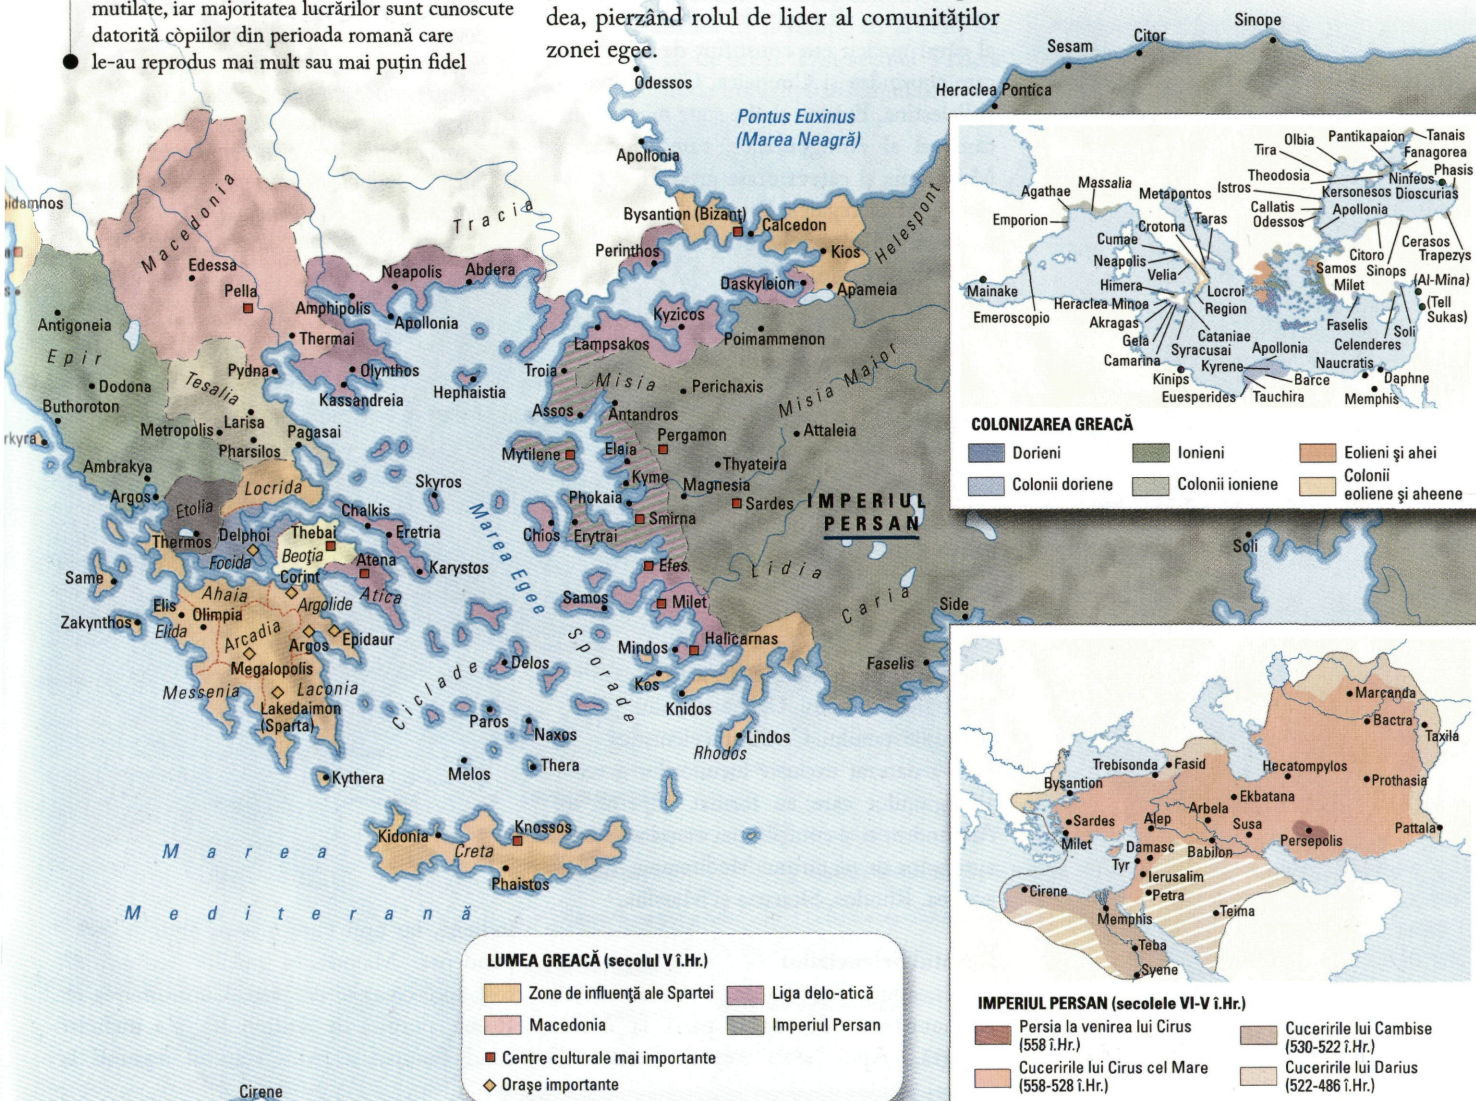 mutilate, iar majoritatea lucrărilor sunt cunoscute
datorită còpiilor din perioada romană care
le-au reprodus mai mult sau mai puțin fidel
dea, pierzând rolul de lider al comunităților
zonei egee.
Odessos
Apollonia
Pontus Euxinus
(Marea Neagră)
Heraclea Pontica
Sesam
Citor
Sinope
Macedonia
Edessa
Pella
Tracia
Neapolis
Abdera
Amphipolis
Apollonia
Thermai
Bysantion (Bizant)
Calcedon
Perinthos
Kios
Helespont
Daskyleion
Apameia
Kyzicos
Lampsakos
Poimammenon
Antigoneia
Epir
Dodona
Buthoroton
Tesalia
Pydna
Olynthos
Kassandreia
Hephaistia
Troia
Misia
Perichaxis
Misia Maior
Assos
Antandros
Metropolis
Larisa
Pharsilos
Pagasai
Attaleia
Pergamon
Mytilene
Elaia
Thyateira
Kyme
Magnesia
Ambrakya
Argos
Etolia
Locrida
Skyros
Phokaia
Sardes
IMPERIUL
PERSAN
Smirna
Chalkis
Thermos
Delphoi
Thebai
Eretria
Chios
Erytrai
Marea Egee
Focida
Beoția
Atena
Karystos
Efes
Lidia
Same
Corint
Ahaia
Argolide
Atica
Samos
Milet
Caria
Side
Soli
Elis
Olimpia
Zakynthos
Elida
Arcadia
Argos
Epidaur
Halicarnas
Mindos
Megalopolis
Delos
Sporade
Faselis
Messenia
Laconia
Ciclade
Kos
Knidos
Lakedaimon
(Sparta)
Paros
Naxos
Lindos
Rhodos
Kythera
Melos
Thera
Kidonia
Knossos
Creta
Phaistos
Marea
Mediterană
Cirene
LUMEA GREACĂ (secolul V î.Hr.)
Zone de influență ale Spartei
Liga delo-atică
Macedonia
Imperiul Persan
Centre culturale mai importante
Orașe importante
Olbia
Pantikapaion
Tanais
Tira
Fanagorea
Theodosia
Ninfeos
Phasis
Agathae
Massalia
Metapontos
Istros
Kersonesos
Dioscurias
Emporion
Crotona
Taras
Callatis
Apollonia
Odessos
Cumae
Neapolis
Velia
Citoro
Cerasos
Trapezys
Samos
Sinops
Himera
Milet
(Al-Mina)
Mainake
Heraclea Minoa
Locroi
Region
(Tell
Sukas)
Emeroscopio
Akragas
Faselis
Soli
Gela
Cataniae
Celenderes
Camarina
Syracusai
Apollonia
Naucratis
Kinips
Kyrene
Barce
Daphne
Euesperides
Tauchira
Memphis
COLONIZAREA GREACĂ
Dorieni
Ionieni
Eolieni și ahei
Colonii doriene
Colonii ioniene
Colonii
eoliene și aheene
Marcanda
Bactra
Taxila
Trebisonda
Fasid
Hecatompylos
Prothasia
Bysantion
Ekbatana
Arbela
Sardes
Alep
Susa
Pattala
Milet
Damasc
Babilon
Persepolis
Tyr
Ierusalim
Cirene
Petra
Memphis
Teima
Teba
Syene
IMPERIUL PERSAN (secolele VI-V î.Hr.)
Persia la venirea lui Cirus
(558 î.Hr.)
Cuceririle lui Cambise
(530-522 î.Hr.)
Cuceririle lui Cirus cel Mare
(558-528 î.Hr.)
Cuceririle lui Darius
(522-486 î.Hr.)